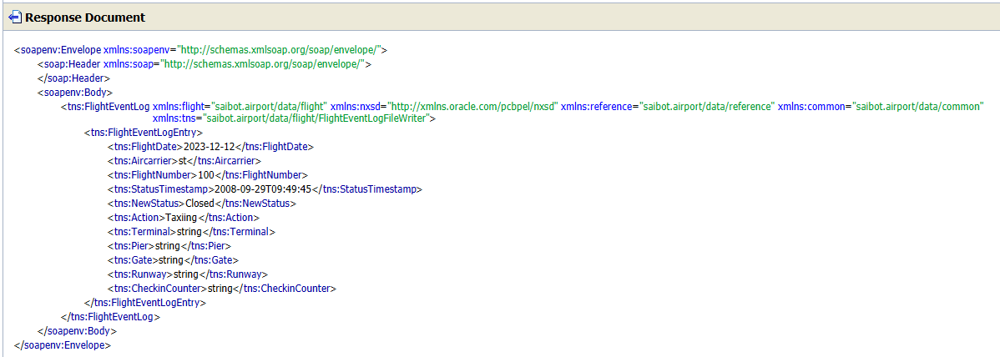 Response Document
<soapenv:Envelope xmlns:soapenv="http://schemas.xmlsoap.org/soap/envelope/">
<soap:Header xmlns:soap="http://schemas.xmlsoap.org/soap/envelope/">
</soap:Header>
<soapenv:Body>
<tns:FlightEventLog xmlns:flight="saibot.airport/data/flight" xmlns:nxsd="http://xmlns.oracle.com/pcbpel/nxsd" xmlns:reference="saibot.airport/data/reference" xmlns:common="saibot.airport/data/common"
xmlns:tns="saibot.airport/data/flight/FlightEventLogFileWriter">
<tns:FlightEventLogEntry>
<tns:FlightDate>2023-12-12</tns:FlightDate>
<tns:Aircarrier>st</tns:Aircarrier>
<tns:FlightNumber>100</tns:FlightNumber>
<tns:StatusTimestamp>2008-09-29T09:49:45</tns:StatusTimestamp>
<tns:NewStatus>Closed</tns:NewStatus>
<tns:Action>Taxiing</tns:Action>
<tns:Terminal>string</tns:Terminal>
<tns:Pier>string</tns:Pier>
<tns:Gate>string</tns:Gate>
<tns:Runway>string</tns:Runway>
<tns:CheckinCounter>string</tns:CheckinCounter>
</tns:FlightEventLogEntry>
</tns:FlightEventLog>
</soapenv:Body>
</soapenv:Envelope>